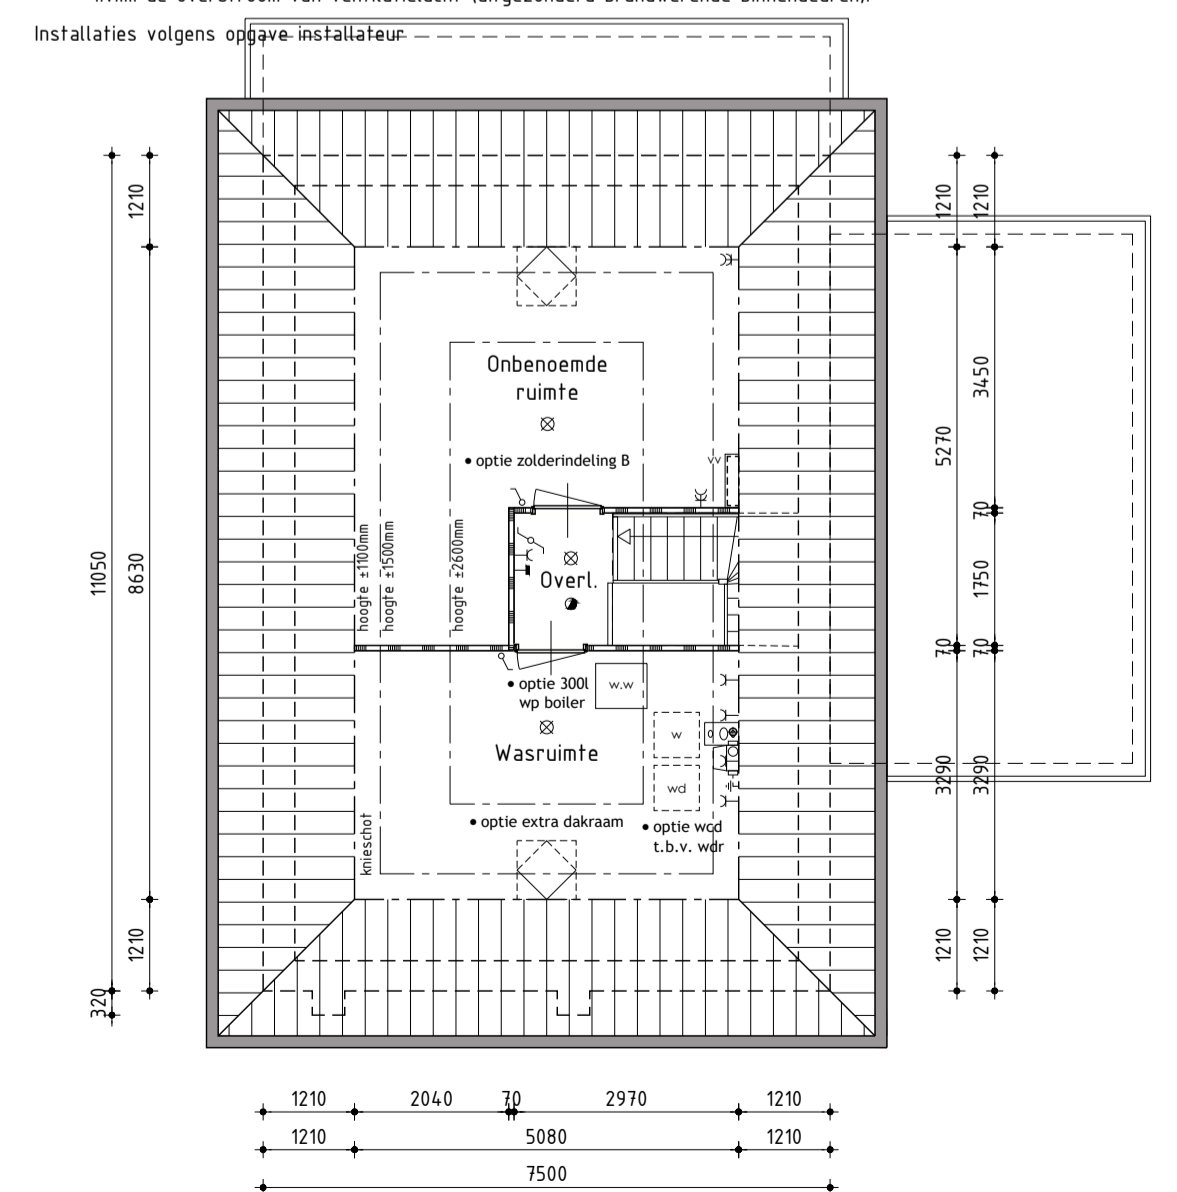 Installaties volgens opgave installateur
1210
1210
1210
3450
Onbenoemde
ruimte
5270
• optie zolderindeling B
vv
70
hoogte ±1100mm
hoogte ±1500mm
hoogte ±2600mm
11050
8630
Overl.
1750
70
70
• optie 300l
wp boiler
w.w
w
Wasruimte
wd
3290
3290
• optie extra dakraam
• optie wcd
t.b.v. wdr
knieschot
1210
1210
1210
320
1210
2040
70
2970
1210
1210
5080
1210
7500